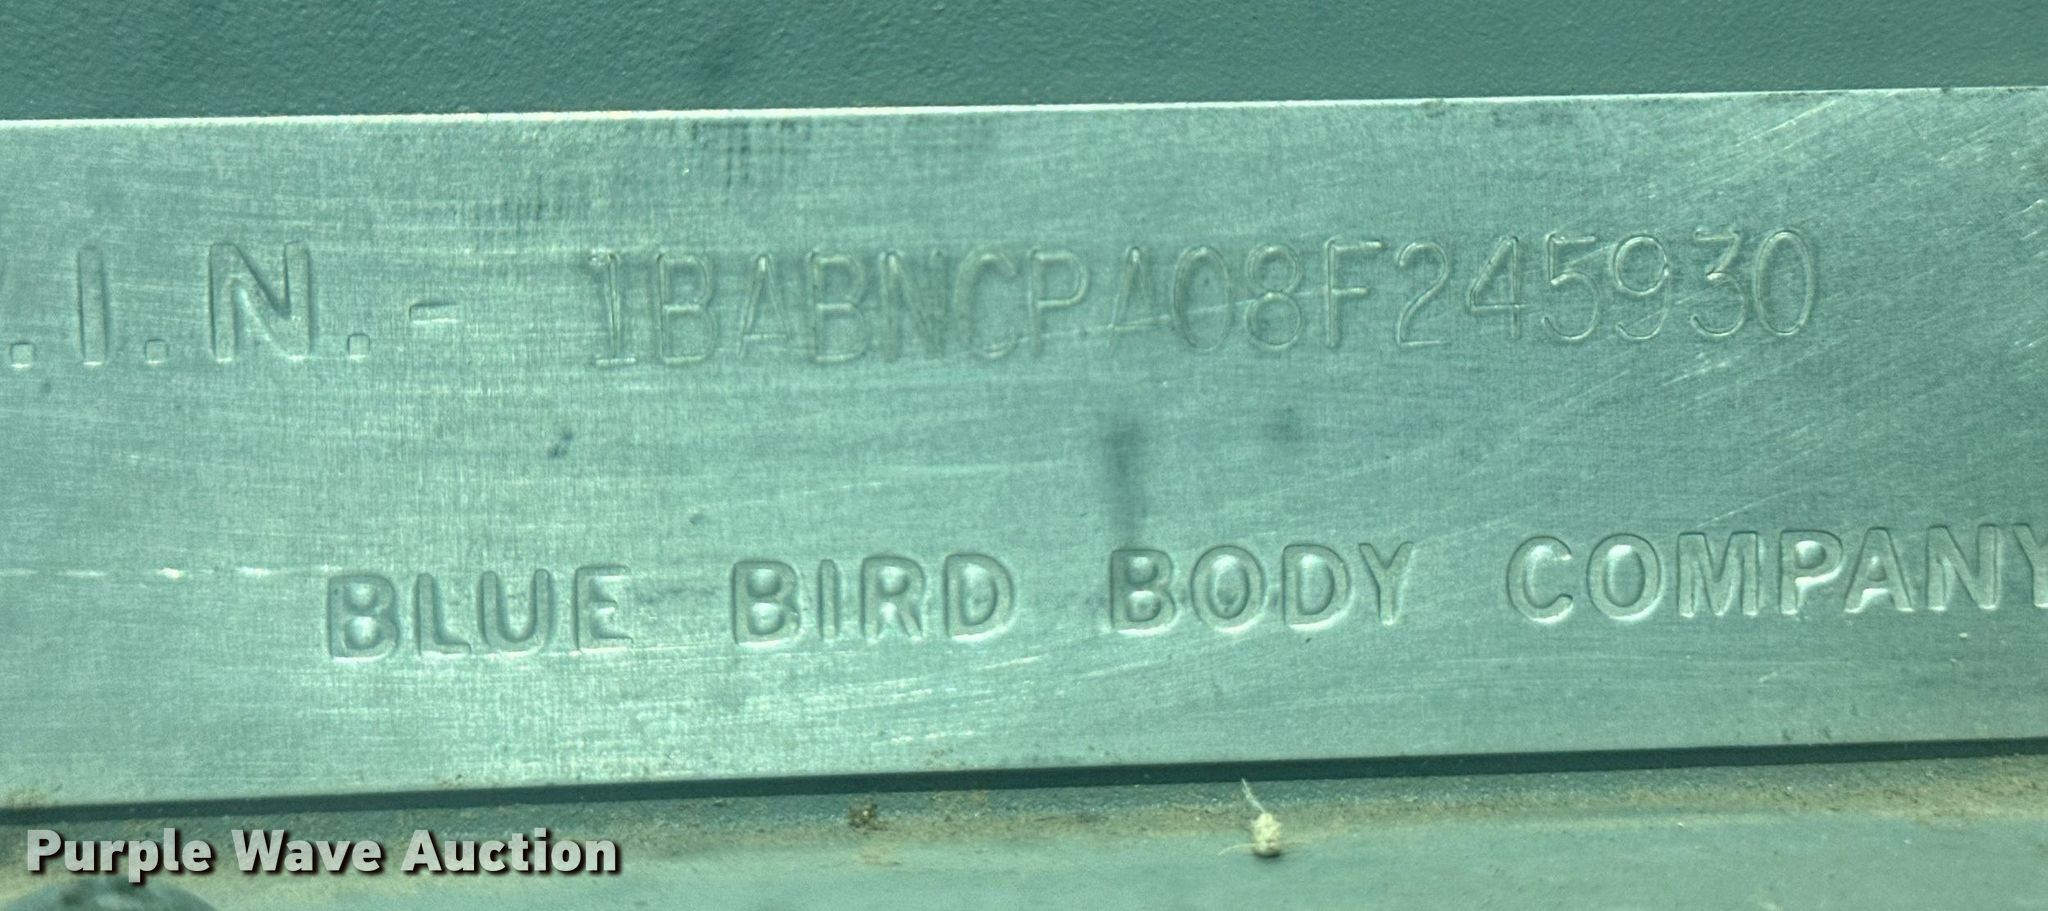 .I.N.- 1BABNCPA08F245930
BLUE BIRD BODY COMPANY
Purple Wave Auction